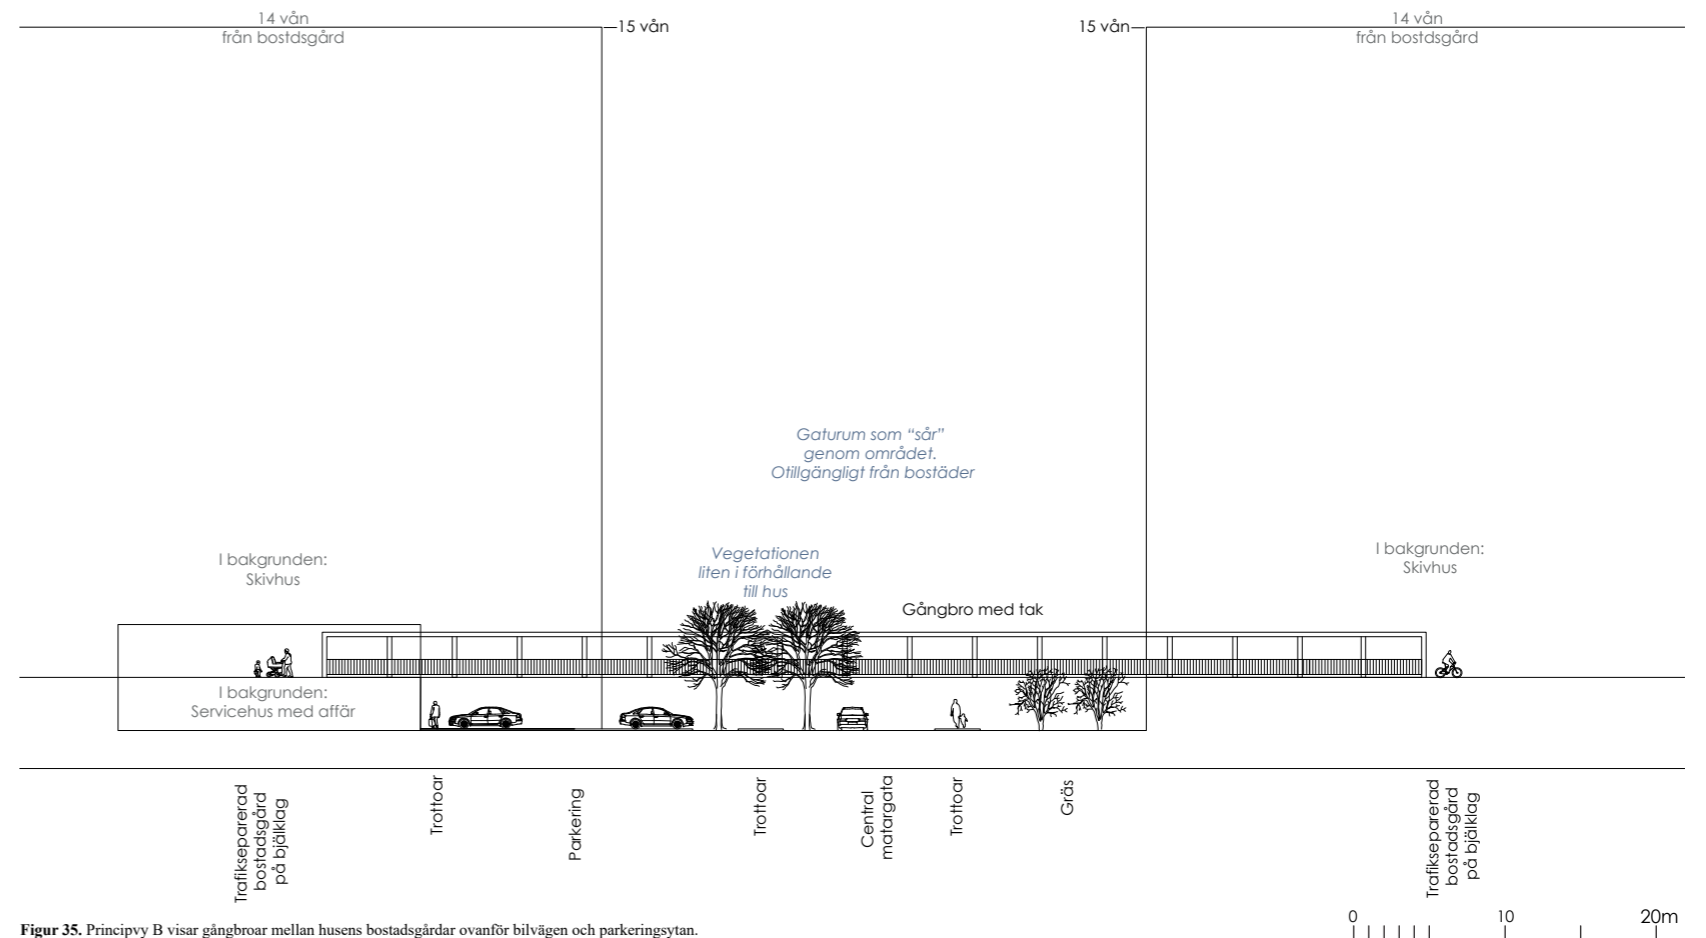 14 vån
från bostdsgård
15 vån
15 vån
14 vån
från bostdsgård
Gaturum som “sår”
genom området.
Otillgängligt från bostäder
I bakgrunden:
Skivhus
Vegetationen
liten i förhållande
till hus
I bakgrunden:
Skivhus
Gångbro med tak
I bakgrunden:
Servicehus med affär
Trafikseparerad
bostadsgård
på bjälklag
Trottoar
Parkering
Trottoar
Central
matargata
Trottoar
Gräs
Trafikseparerad
bostadsgård
på bjälklag
0 10 20m
Figur 35. Principvy B visar gångbroar mellan husens bostadsgårdar ovanför bilvägen och parkeringsytan.